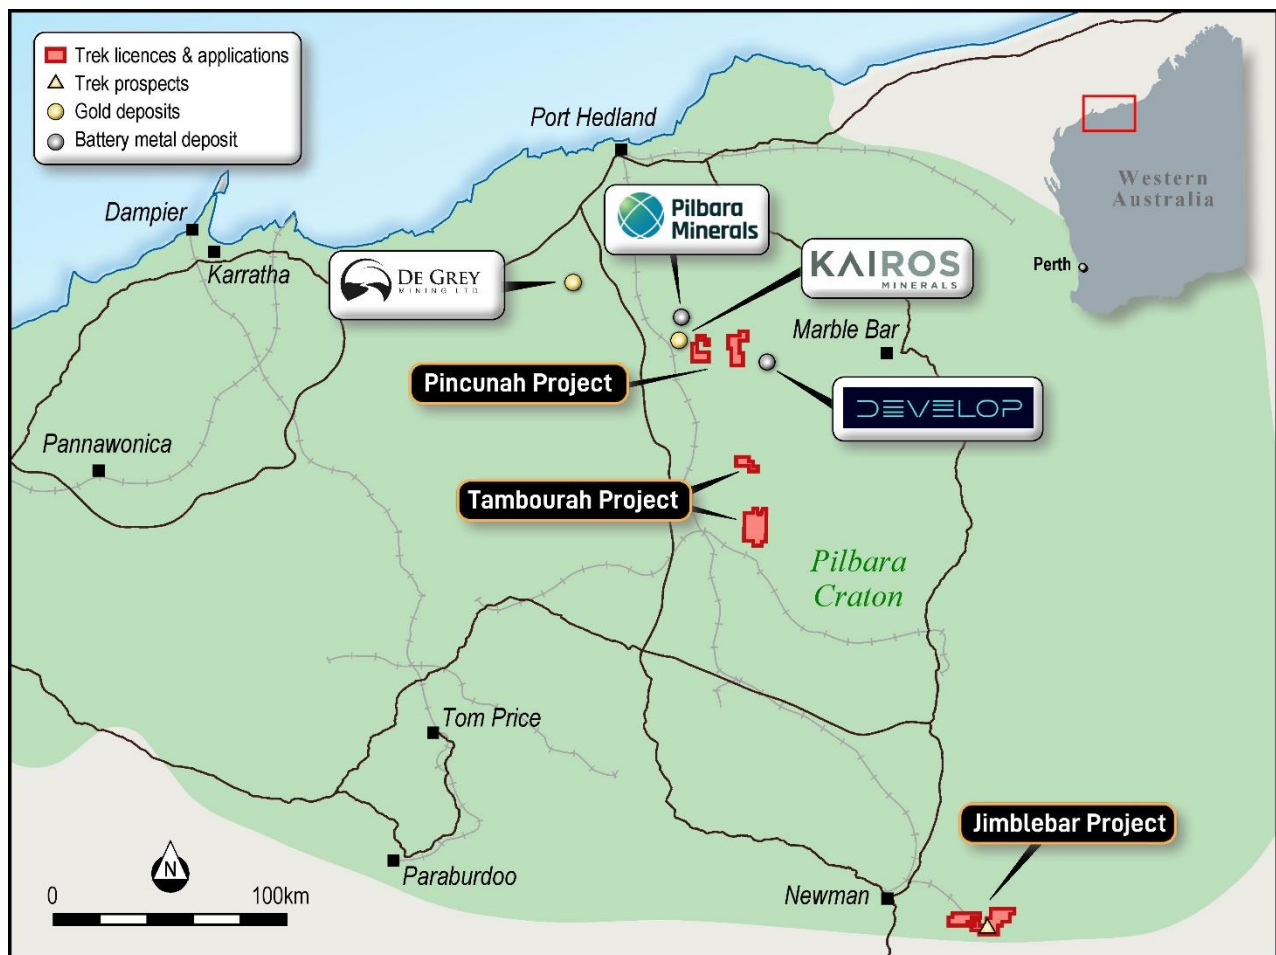 Trek licences & applications
Trek prospects
Gold deposits
Battery metal deposit
Port Hedland
Western
Australia
Perth
Dampier
Karratha
Pilbara
Minerals
DE GREY
MINING LTD
KAIROS
MINERALS
Marble Bar
Pincunah Project
DEVELOP
Pannawonica
Tambourah Project
Pilbara
Craton
Tom Price
Jimblebar Project
Paraburdoo
Newman
N
0 100km